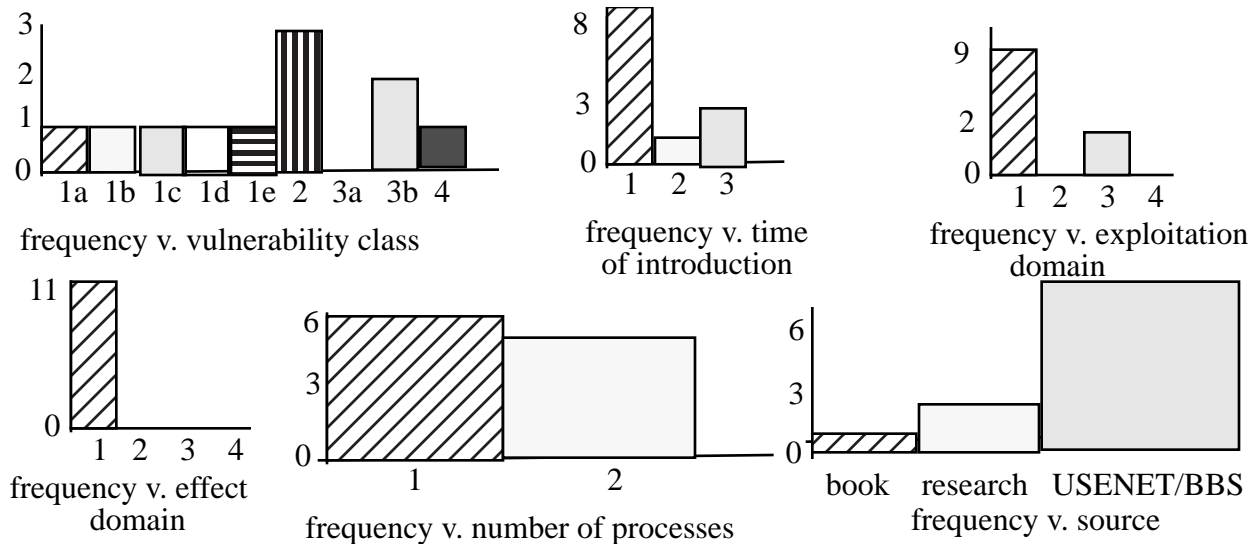 3
2
1
0
1a 1b 1c 1d 1e 2 3a 3b 4
frequency v. vulnerability class
8
3
0
1 2 3
frequency v. time
of introduction
9
2
0
1 2 3 4
frequency v. exploitation
domain
11
0
1 2 3 4
frequency v. effect
domain
6
3
0
1 2
frequency v. number of processes
6
3
0
book research USENET/BBS
frequency v. source